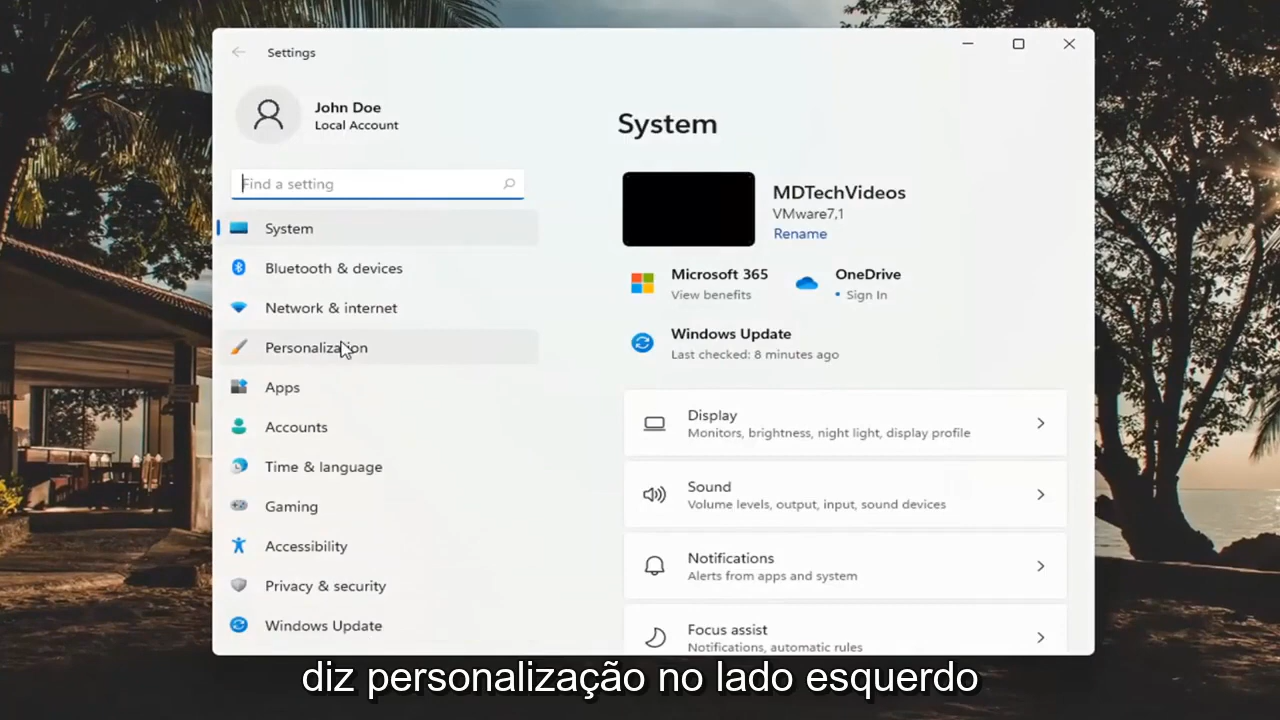 Settings
John Doe
Local Account
Find a setting
System
Bluetooth & devices
Network & internet
Personalization
Apps
Accounts
Time & language
Gaming
Accessibility
Privacy & security
Windows Update
System
MDTechVideos
VMware7,1
Rename
Microsoft 365
View benefits
OneDrive
• Sign In
Windows Update
Last checked: 8 minutes ago
Display
Monitors, brightness, night light, display profile
Sound
Volume levels, output, input, sound devices
Notifications
Alerts from apps and system
Focus assist
Notifications, automatic rules
diz personalização no lado esquerdo